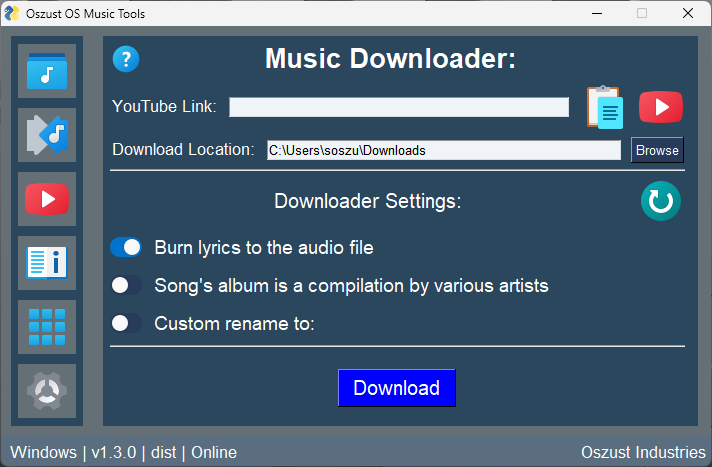 Oszust OS Music Tools
?
Music Downloader:
YouTube Link:
Download Location: C:\Users\soszu\Downloads Browse
Downloader Settings:
Burn lyrics to the audio file
Song's album is a compilation by various artists
Custom rename to:
Download
Windows | v1.3.0 | dist | Online Oszust Industries